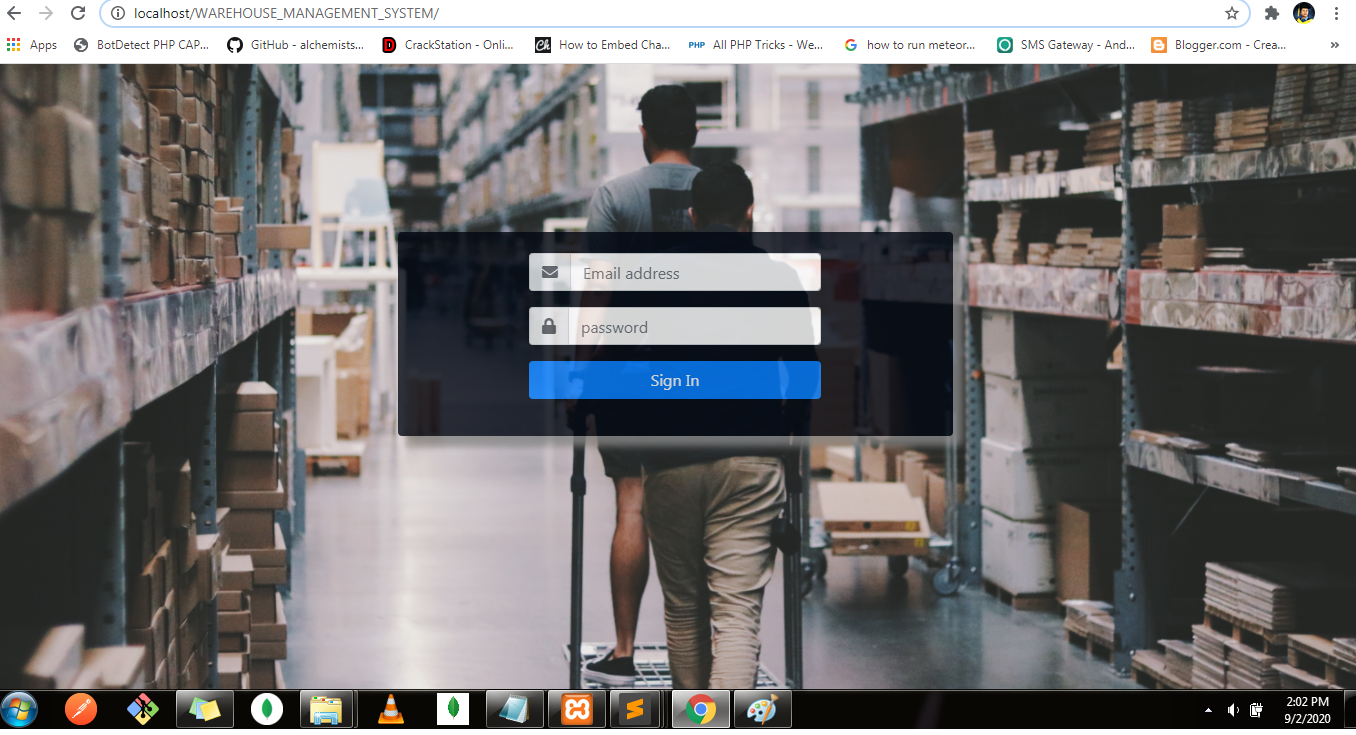 localhost/WAREHOUSE_MANAGEMENT_SYSTEM/
Apps BotDetect PHP CAP... GitHub - alchemists... CrackStation - Onli... Ch How to Embed Cha... PHP All PHP Tricks - We... how to run meteor... SMS Gateway - And... Blogger.com - Crea... »
Email address
password
Sign In
2:02 PM
9/2/2020